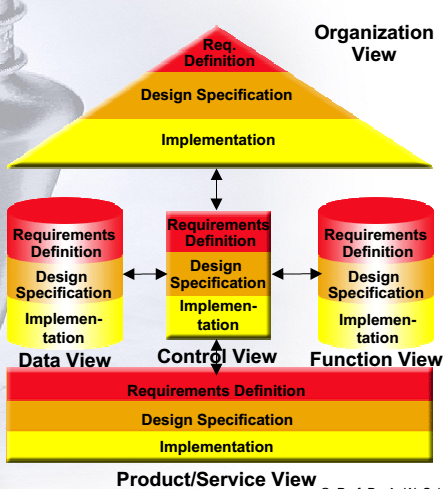 Organization
View
Req.
Definition
Design Specification
Implementation
Requirements
Definition
Design
Specification
Implemen-
tation
Data View
Requirements
Definition
Design
Specification
Implemen-
tation
Control View
Requirements
Definition
Design
Specification
Implemen-
tation
Function View
Requirements Definition
Design Specification
Implementation
Product/Service View